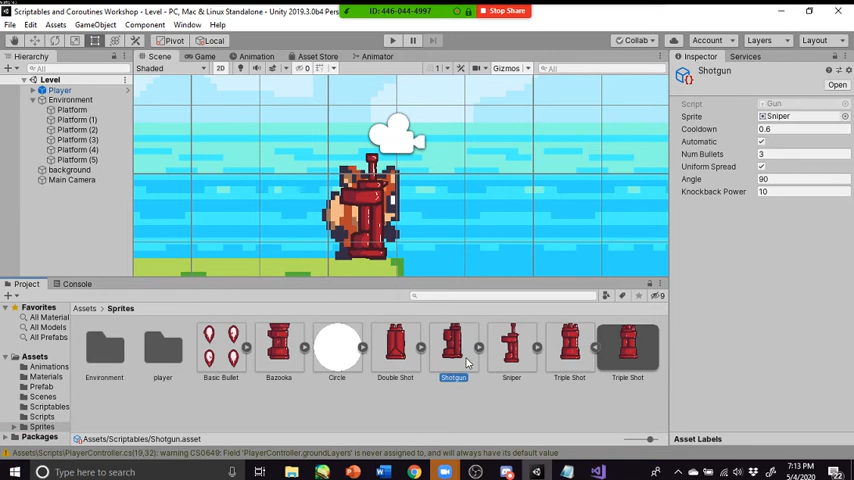 Scriptables and Coroutines Workshop - Level - PC, Mac & Linux Standalone - Unity 2019.3.0b4 Pers
ID: 446-044-4997
Stop Share
File Edit Assets GameObject Component Window Help
Pivot Local
Collab Account Layers Layout
Hierarchy
Scene Game Animation Asset Store Animator
Inspector Services
All
Shaded 2D 0 1 Gizmos All
Level
Player
Environment
Platform
Platform (1)
Platform (2)
Platform (3)
Platform (4)
Platform (5)
background
Main Camera
Shotgun
Open
Script Gun
Sprite Sniper
Cooldown 0.6
Automatic
Num Bullets 3
Uniform Spread
Angle 90
Knockback Power 10
Project Console
9
Favorites
All Material
All Models
All Prefabs
Assets
Animations
Materials
Prefab
Scenes
Scriptables
Scripts
Sprites
Packages
Assets > Sprites
Environment player Basic Bullet Bazooka Circle Double Shot Shotgun Sniper Triple Shot Triple Shot
Assets/Scriptables/Shotgun.asset
Asset Labels
Assets\Scripts\PlayerController.cs(19,32): warning CS0649: Field 'PlayerController.groundLayers' is never assigned to, and will always have its default value
Type here to search
7:13 PM
5/4/2020
22